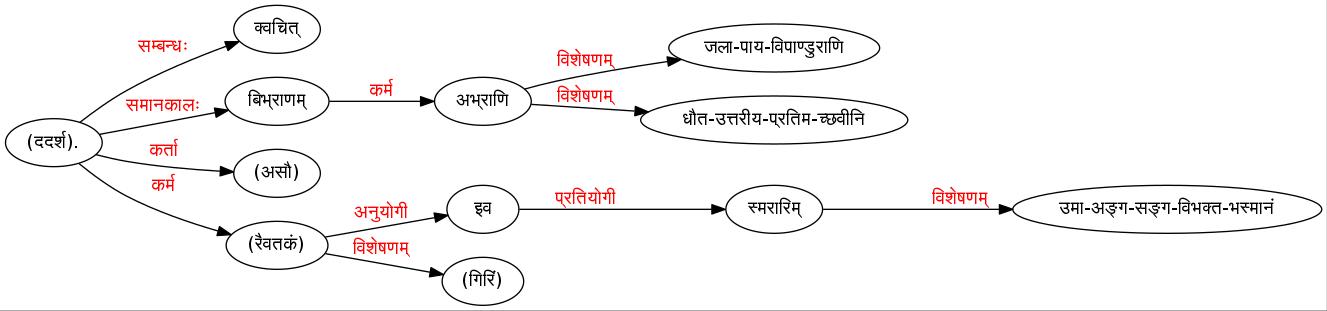 क्वचित्
सम्बन्धः
जला-पाय-विपाण्डुराणि
विशेषणम्
समानकालः
बिभ्राणम्
कर्म
अभ्राणि
विशेषणम्
धौत-उत्तरीय-प्रतिम-च्छवीनि
(ददर्श).
कर्ता
(असौ)
कर्म
(रैवतकं)
अनुयोगी
इव
प्रतियोगी
स्मरारिम्
विशेषणम्
उमा-अङ्ग-सङ्ग-विभक्त-भस्मानं
विशेषणम्
(गिरिं)